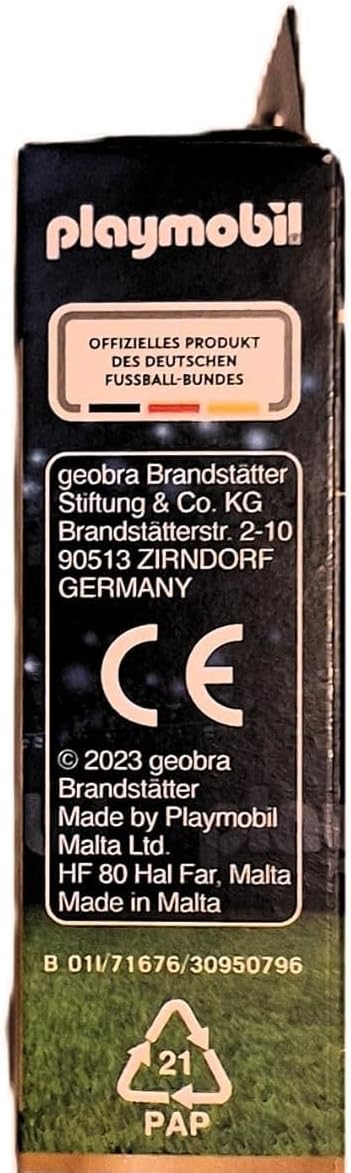 playmobil
OFFIZIELLES PRODUKT
DES DEUTSCHEN
FUSSBALL-BUNDES
geobra Brandstätter
Stiftung & Co. KG
Brandstätterstr. 2-10
90513 ZIRNDORF
GERMANY
CE
© 2023 geobra
Brandstätter
Made by Playmobil
Malta Ltd.
HF 80 Hal Far, Malta
Made in Malta
B 01I/71676/30950796
21
PAP